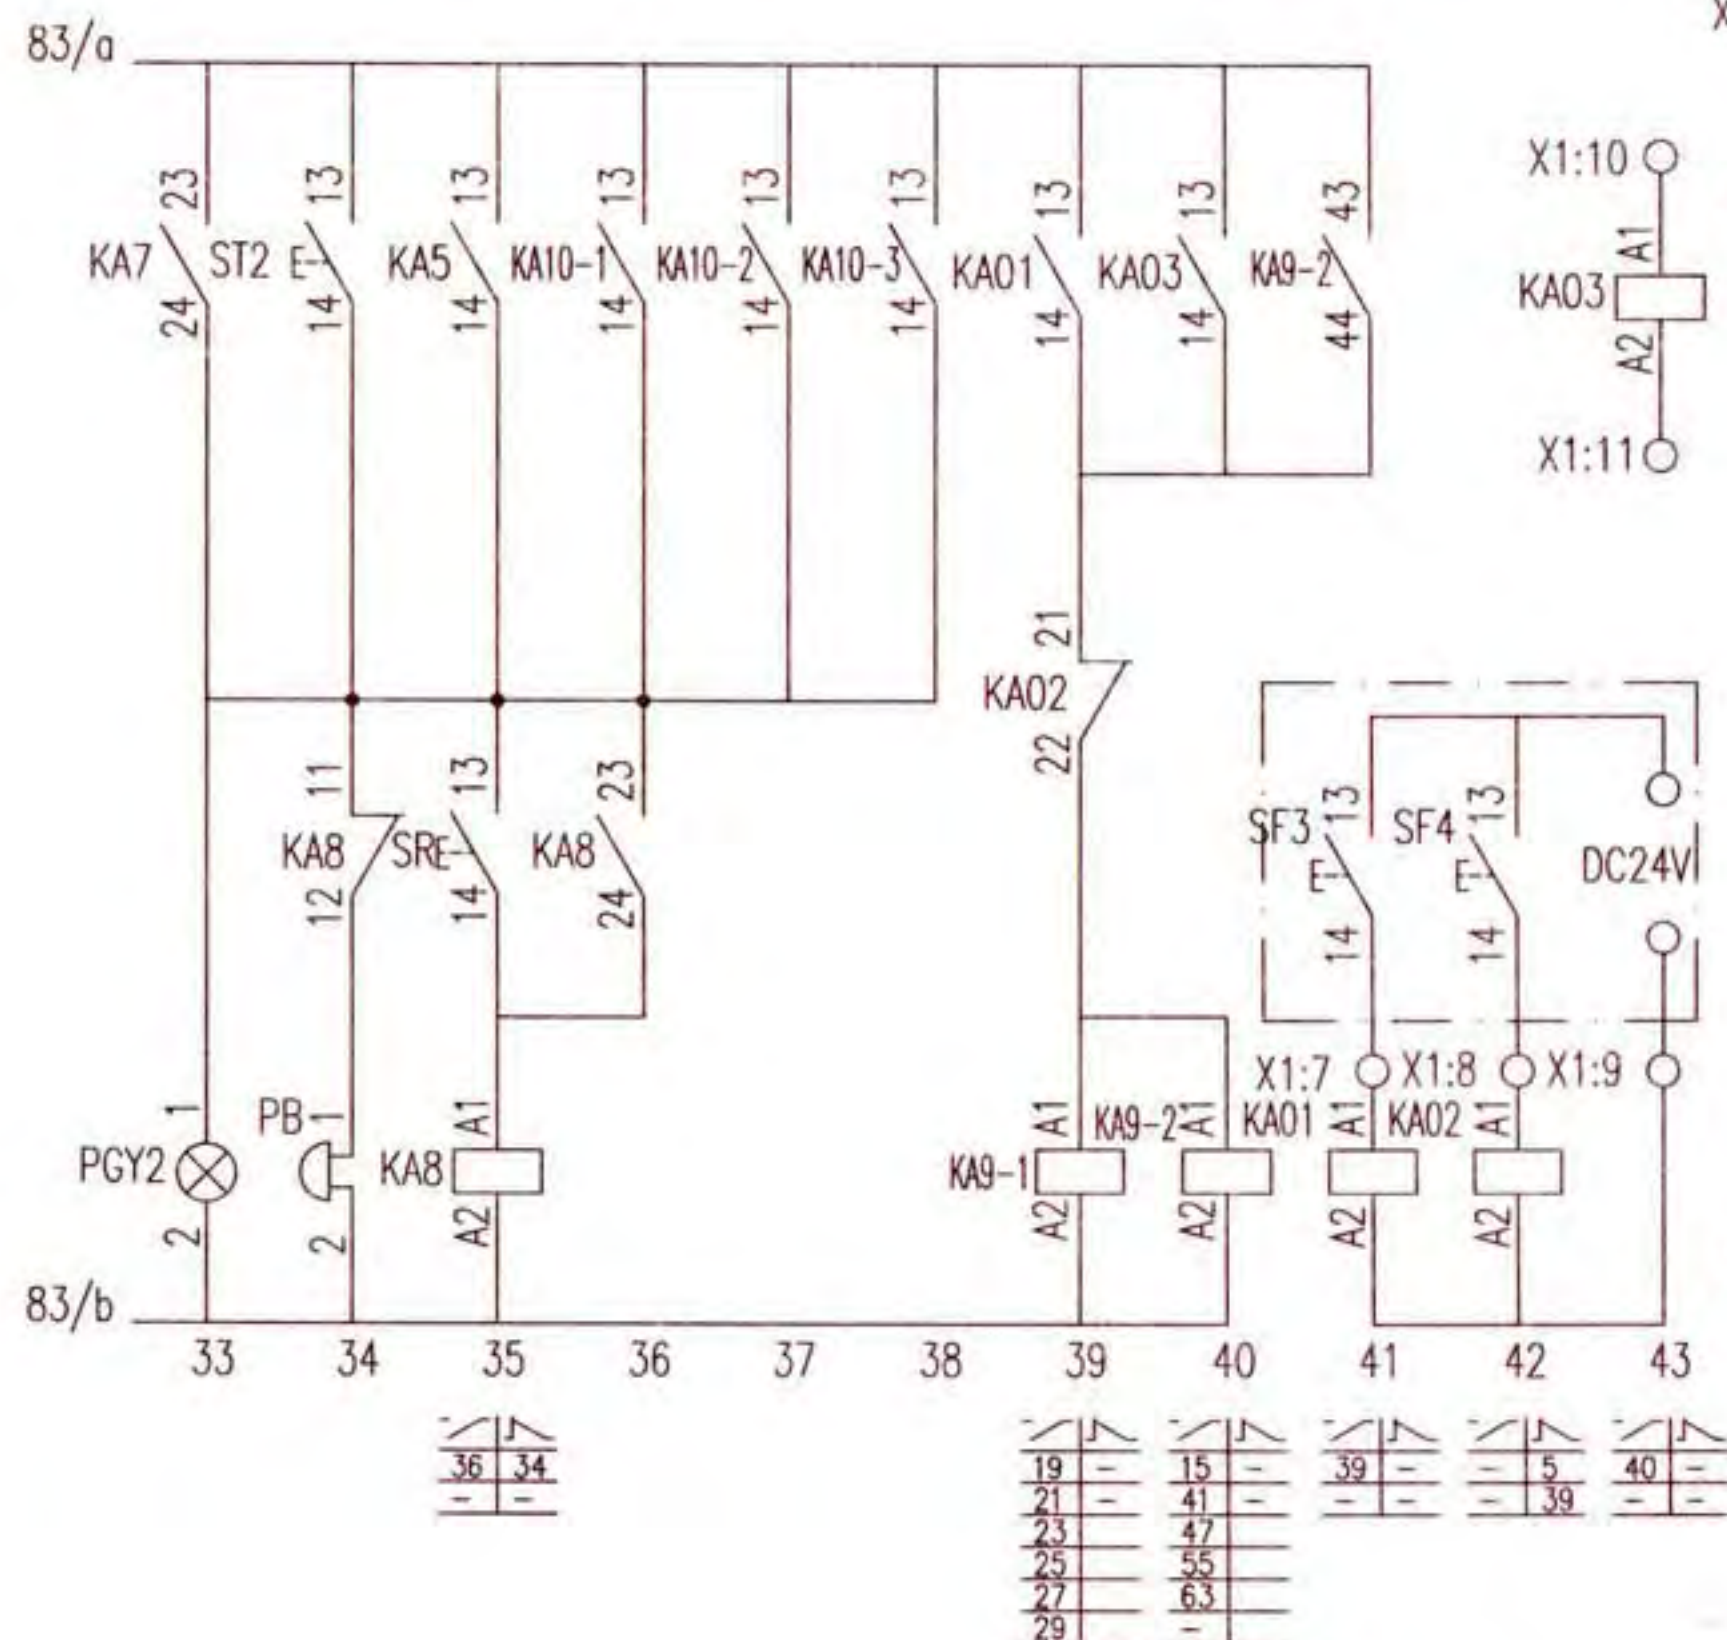 X
83/a
23 13 13 13 13 13 13 13 43
X1:10
KA7 ST2 KA5 KA10-1 KA10-2 KA10-3 KA01 KA03 KA9-2
A1
KA03
24 14 14 14 14 14 14 14 44
A2
X1:11
21
KA02
22
11 13 23
SF3 13 SF4 13
KA8 SR KA8
DC24V
12 14 24
14 14
X1:7 X1:8 X1:9
1 PB 1 A1 A1 KA9-2 A1 KA01 A1 KA02 A1
PGY2 KA8 KA9-1
2 2 A2 A2 A2 A2 A2
83/b
33 34 35 36 37 38 39 40 41 42 43
36 34 19 - 15 - 39 - - 5 40 -
- - 21 - 41 - - - - 39 - -
23 47
25 55
27 63
29 -